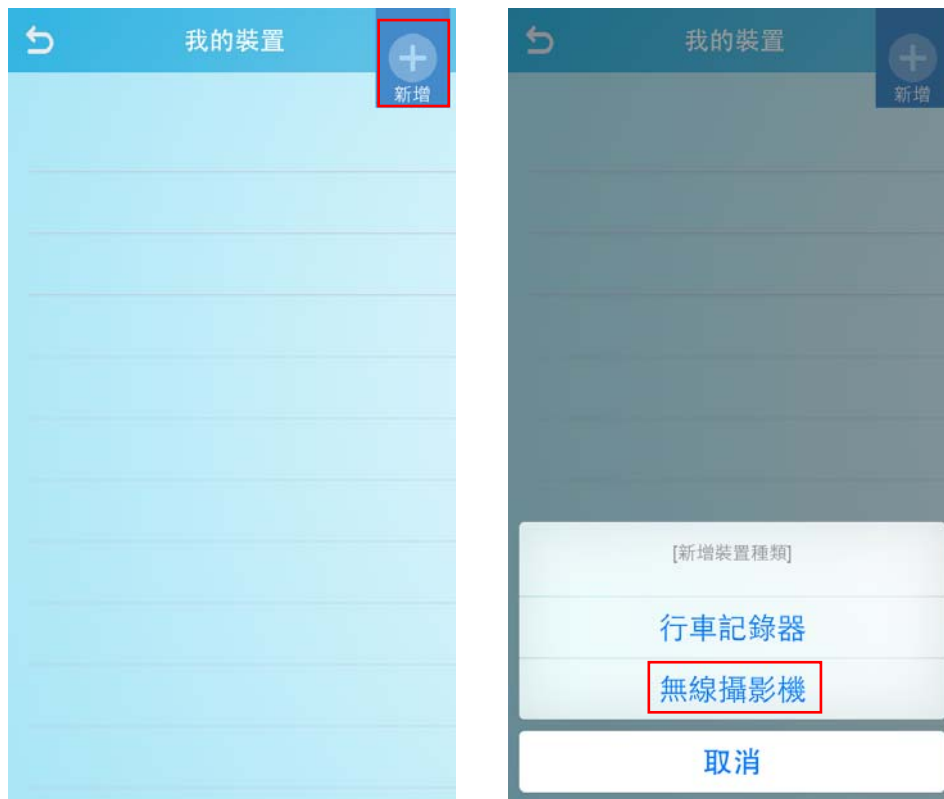 我的裝置
新增
我的裝置
新增
[新增裝置種類]
行車記錄器
無線攝影機
取消